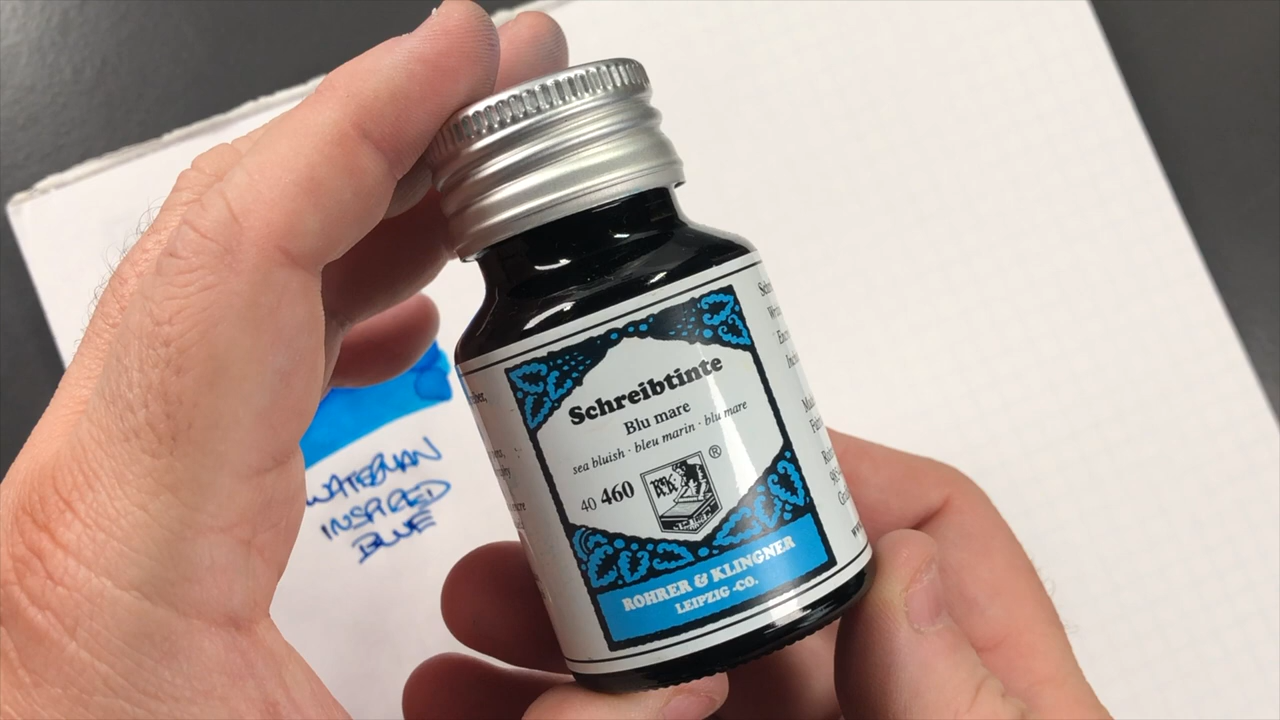 Schreibtinte
Blu mare
sea bluish · bleu marin · blu mare
40 460
R&K
®
ROHRER & KLINGNER
LEIPZIG -CO.
WATERMAN
INSPIRED
BLUE